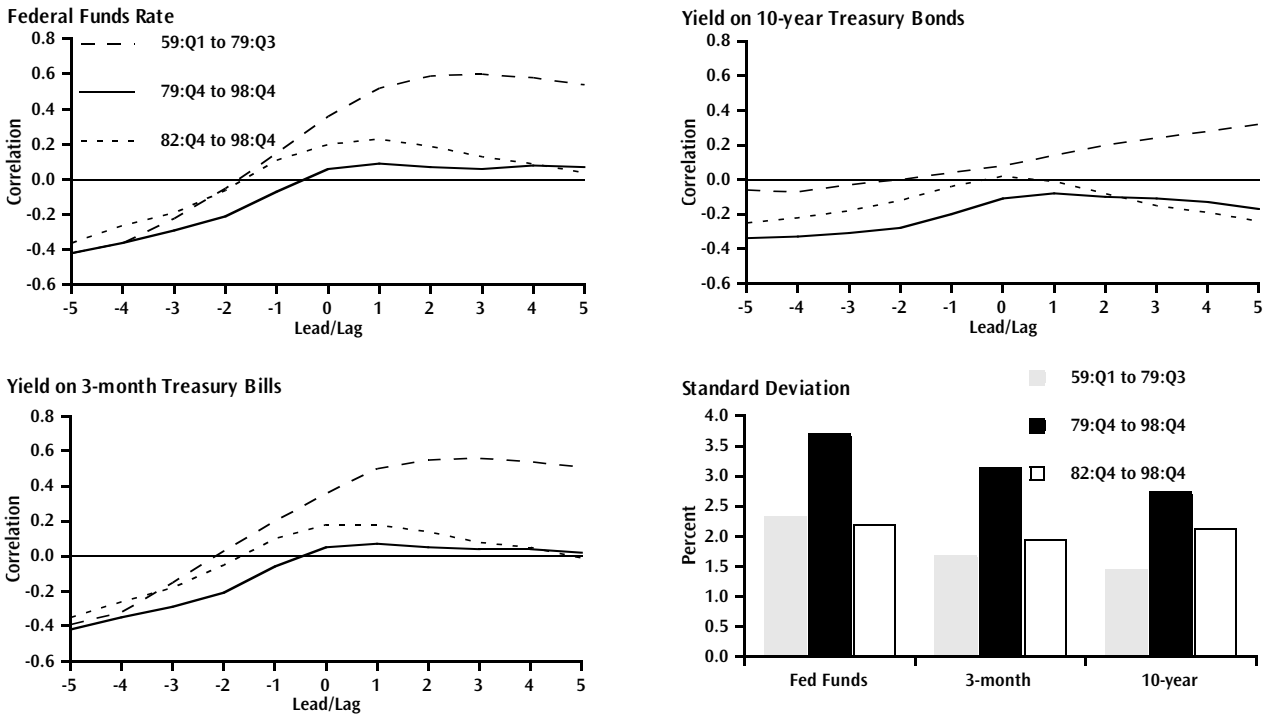 Federal Funds Rate
0.8
0.6
0.4
0.2
0.0
-0.2
-0.4
-0.6
Correlation
59:Q1 to 79:Q3
79:Q4 to 98:Q4
82:Q4 to 98:Q4
-5 -4 -3 -2 -1 0 1 2 3 4 5
Lead/Lag
Yield on 10-year Treasury Bonds
0.8
0.6
0.4
0.2
0.0
-0.2
-0.4
-0.6
Correlation
-5 -4 -3 -2 -1 0 1 2 3 4 5
Lead/Lag
Yield on 3-month Treasury Bills
0.8
0.6
0.4
0.2
0.0
-0.2
-0.4
-0.6
Correlation
-5 -4 -3 -2 -1 0 1 2 3 4 5
Lead/Lag
Standard Deviation
59:Q1 to 79:Q3
79:Q4 to 98:Q4
82:Q4 to 98:Q4
4.0
3.5
3.0
2.5
2.0
1.5
1.0
0.5
0.0
Percent
Fed Funds 3-month 10-year